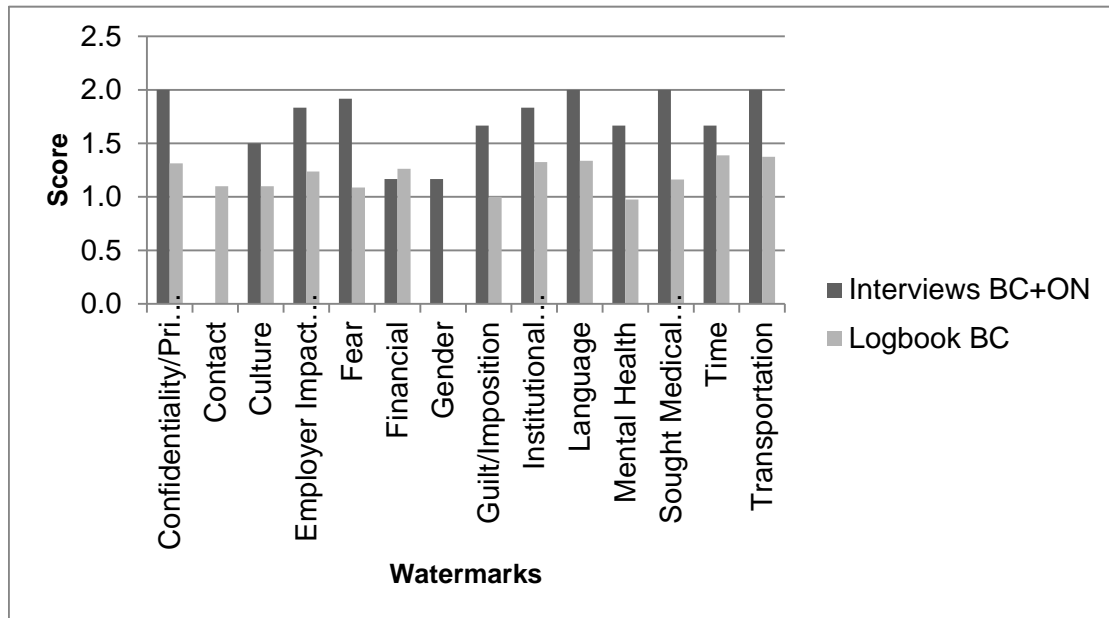 2.5
2.0
1.5
1.0
0.5
0.0
Score
Confidentiality/Pri…
Contact
Culture
Employer Impact…
Fear
Financial
Gender
Guilt/Imposition
Institutional…
Language
Mental Health
Sought Medical…
Time
Transportation
Watermarks
Interviews BC+ON
Logbook BC